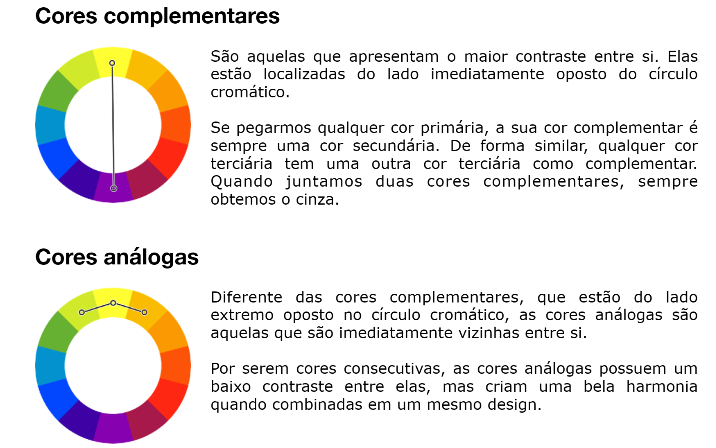 Cores complementares
São aquelas que apresentam o maior contraste entre si. Elas
estão localizadas do lado imediatamente oposto do círculo
cromático.
Se pegarmos qualquer cor primária, a sua cor complementar é
sempre uma cor secundária. De forma similar, qualquer cor
terciária tem uma outra cor terciária como complementar.
Quando juntamos duas cores complementares, sempre
obtemos o cinza.
Cores análogas
Diferente das cores complementares, que estão do lado
extremo oposto no círculo cromático, as cores análogas são
aquelas que são imediatamente vizinhas entre si.
Por serem cores consecutivas, as cores análogas possuem um
baixo contraste entre elas, mas criam uma bela harmonia
quando combinadas em um mesmo design.